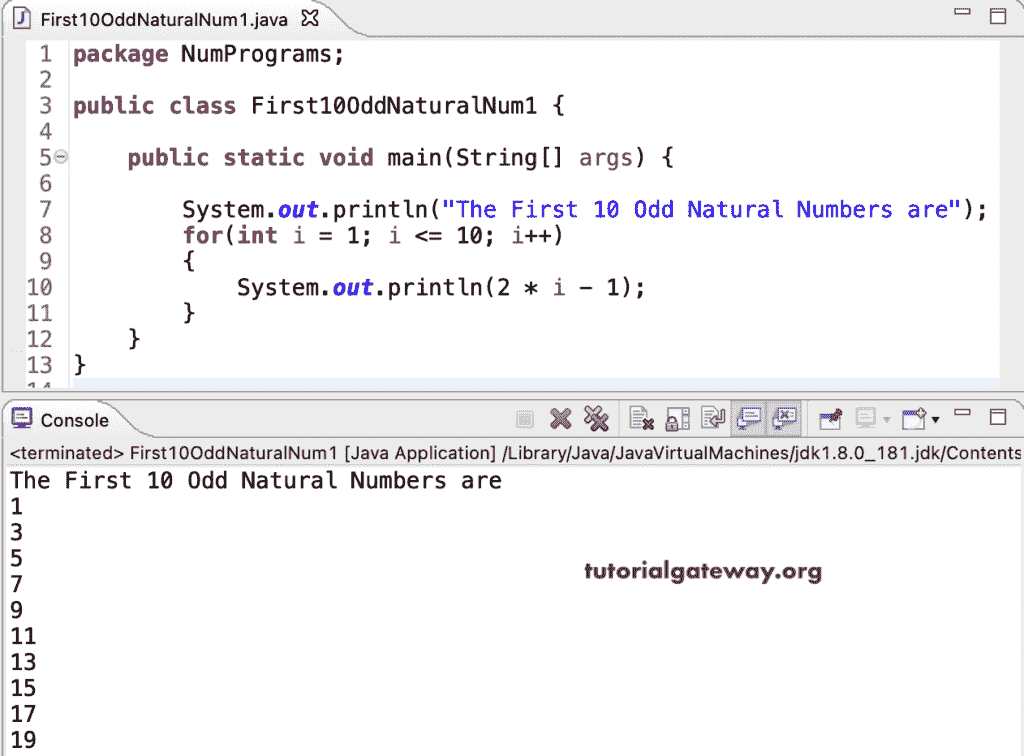 First10OddNaturalNum1.java
1 package NumPrograms;
2
3 public class First10OddNaturalNum1 {
4
5 public static void main(String[] args) {
6
7 System.out.println("The First 10 Odd Natural Numbers are");
8 for(int i = 1; i <= 10; i++)
9 {
10 System.out.println(2 * i - 1);
11 }
12 }
13 }
14
Console
<terminated> First10OddNaturalNum1 [Java Application] /Library/Java/JavaVirtualMachines/jdk1.8.0_181.jdk/Contents
The First 10 Odd Natural Numbers are
1
3
5
tutorialgateway.org
7
9
11
13
15
17
19